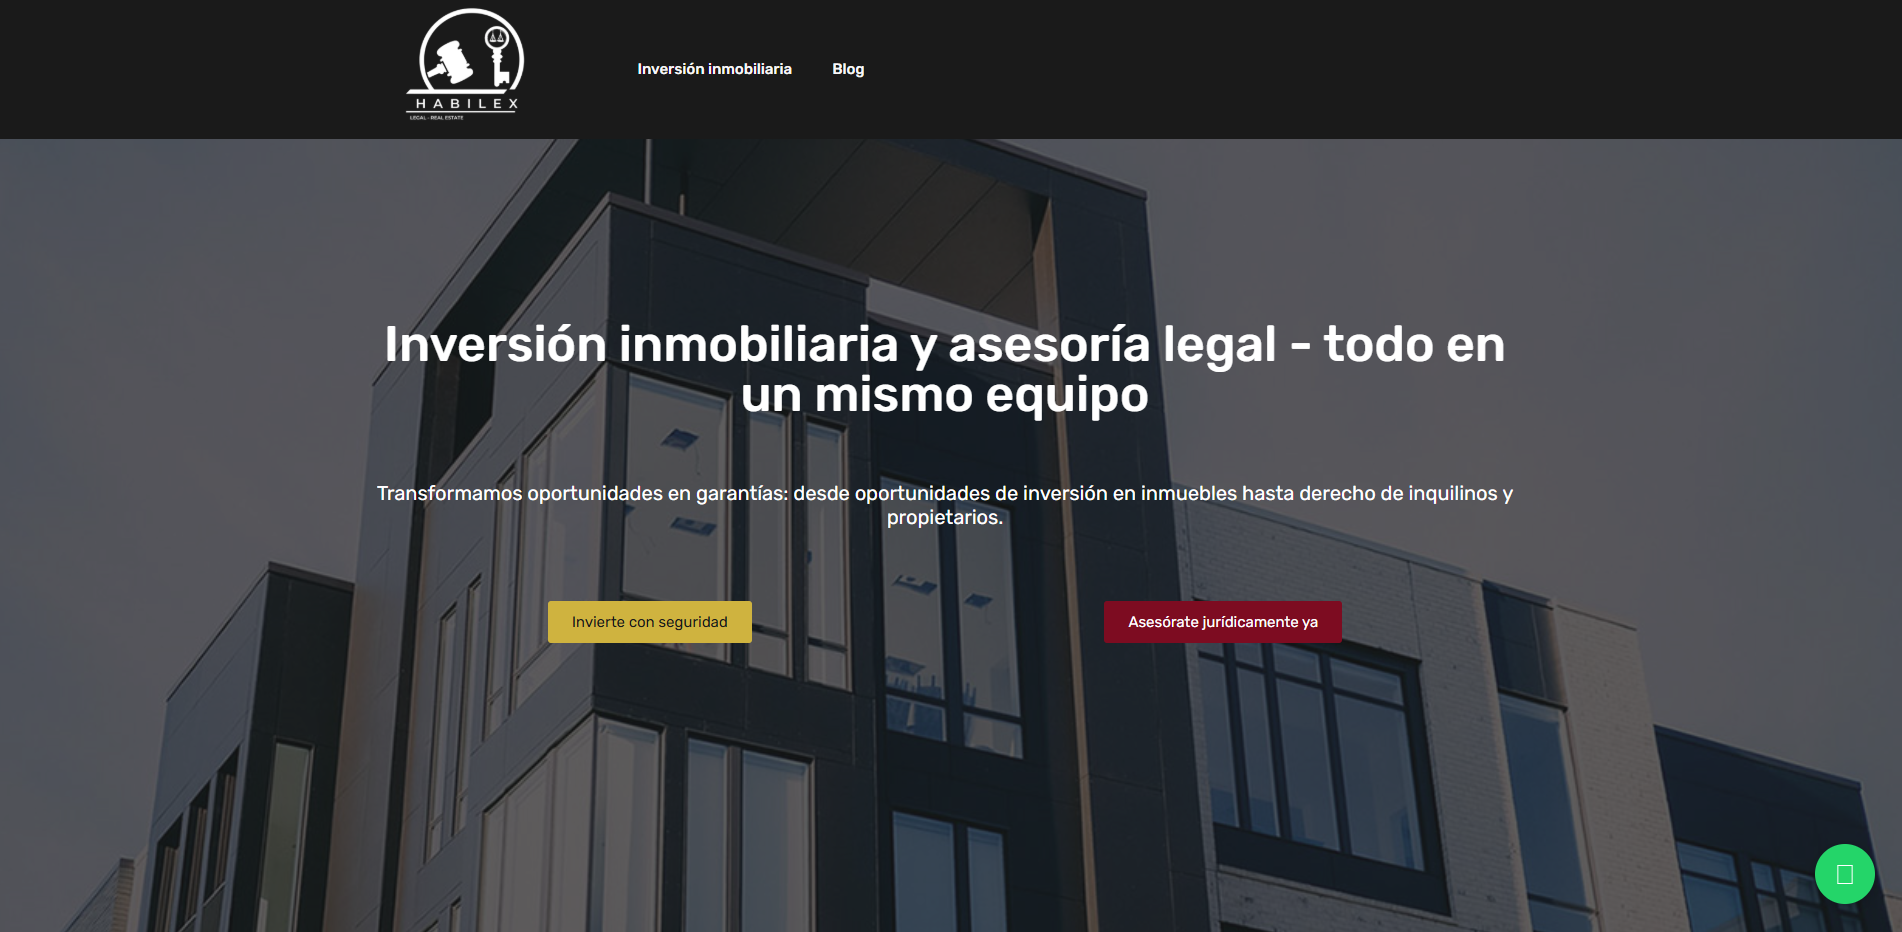 HABILEX
LEGAL - REAL ESTATE
Inversión inmobiliaria
Blog
Inversión inmobiliaria y asesoría legal - todo en
un mismo equipo
Transformamos oportunidades en garantías: desde oportunidades de inversión en inmuebles hasta derecho de inquilinos y
propietarios.
Invierte con seguridad
Asesórate jurídicamente ya